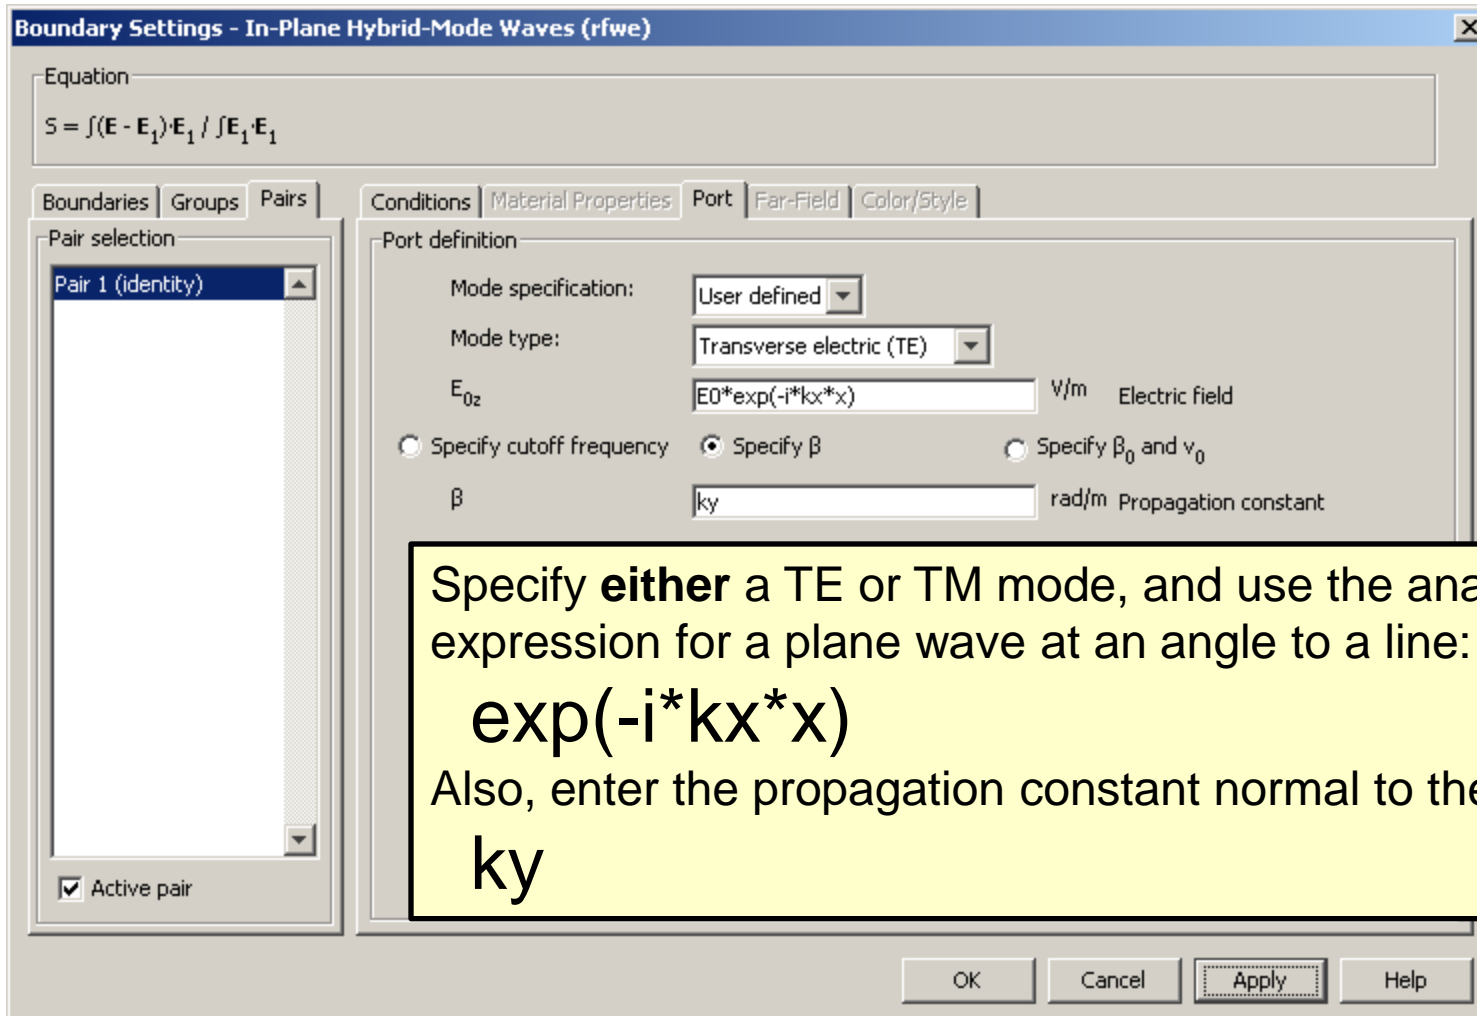 Boundary Settings - In-Plane Hybrid-Mode Waves (rfwe)
Equation
S = ∫(E - E₁)·E₁ / ∫E₁·E₁
Boundaries Groups Pairs
Conditions Material Properties Port Far-Field Color/Style
Pair selection
Pair 1 (identity)
Active pair
Port definition
Mode specification: User defined
Mode type: Transverse electric (TE)
E₀z E0*exp(-i*kx*x) V/m Electric field
Specify cutoff frequency Specify β Specify β₀ and ν₀
β ky rad/m Propagation constant
Specify either a TE or TM mode, and use the
expression for a plane wave at an angle to a line:
exp(-i*kx*x)
Also, enter the propagation constant normal to the
ky
OK Cancel Apply Help